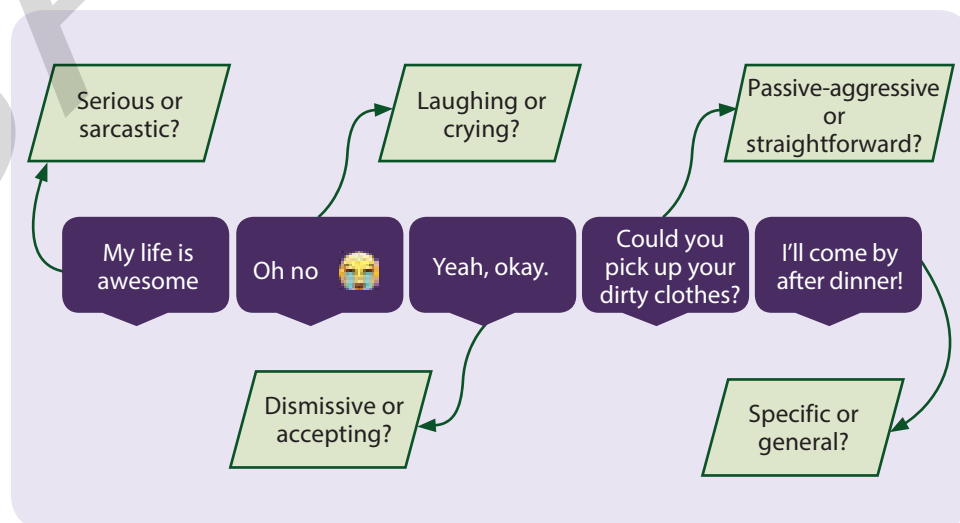 Serious or
sarcastic?
Laughing or
crying?
Passive-aggressive
or
straightforward?
My life is
awesome
Oh no 😭
Yeah, okay.
Could you
pick up your
dirty clothes?
I'll come by
after dinner!
Dismissive or
accepting?
Specific or
general?